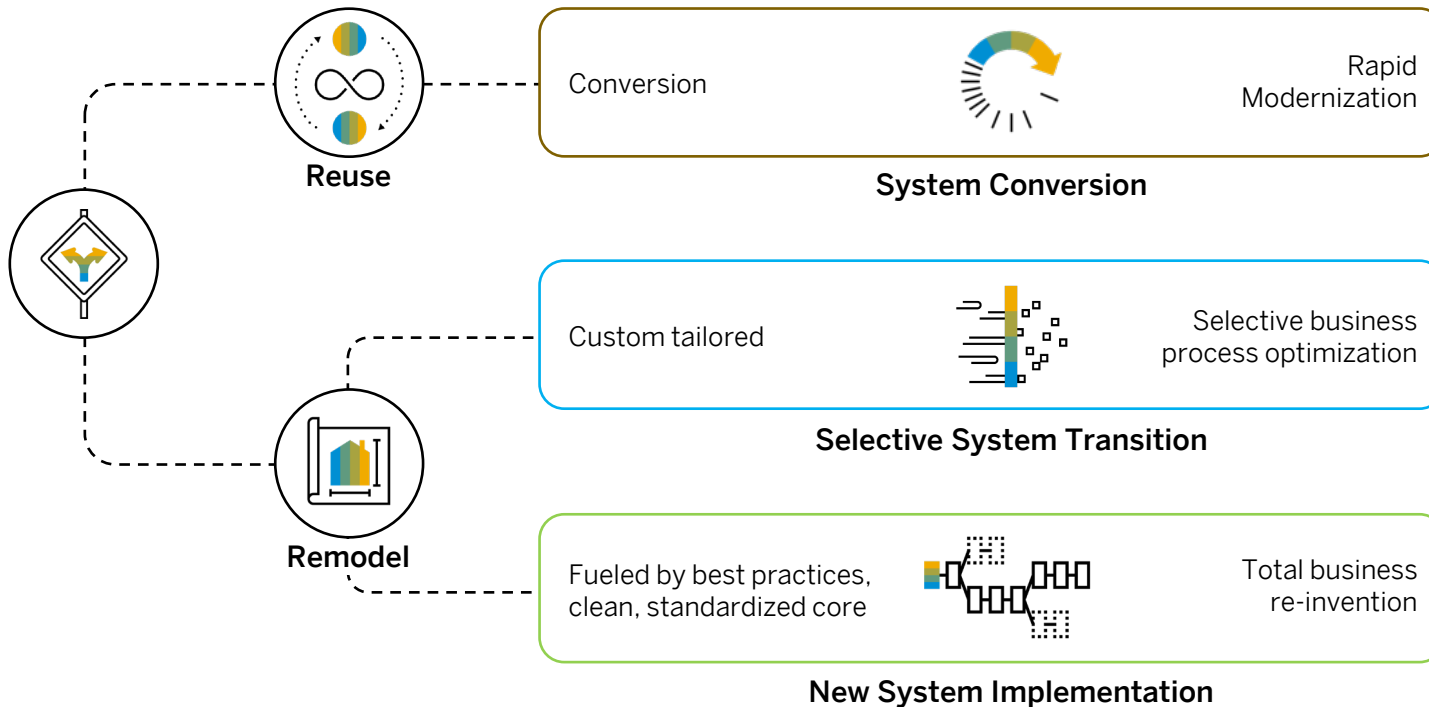 Conversion
Rapid
Modernization
Reuse
System Conversion
Custom tailored
Selective business
process optimization
Selective System Transition
Remodel
Fueled by best practices,
clean, standardized core
Total business
re-invention
New System Implementation